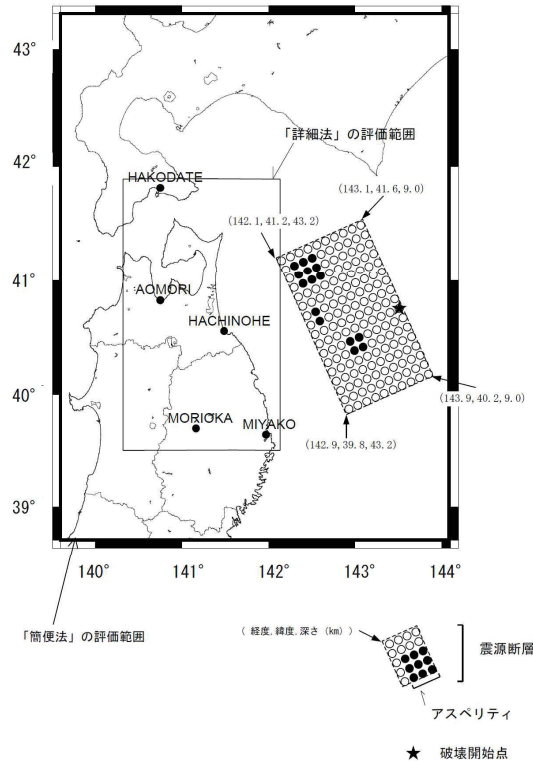 43°
42°
41°
40°
39°
140°
141°
142°
143°
144°
「詳細法」の評価範囲
HAKODATE
(143.1, 41.6, 9.0)
(142.1, 41.2, 43.2)
AOMORI
HACHINOHE
MORIOKA
MIYAKO
(143.9, 40.2, 9.0)
(142.9, 39.8, 43.2)
「簡便法」の評価範囲
( 経度, 緯度, 深さ (km) )
震源断層
アスペリティ
★ 破壊開始点